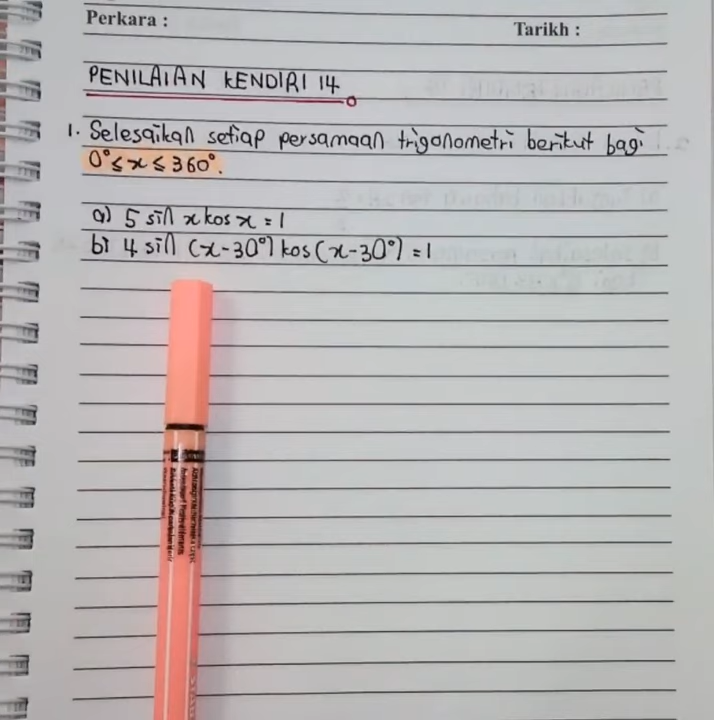 Perkara :
Tarikh :
PENILAIAN KENDIRI 14
1. Selesaikan setiap persamaan trigonometri berikut bagi
0° ≤ x ≤ 360°.
a) 5 sin x kos x = 1
b) 4 sin (x-30°) kos (x-30°) = 1